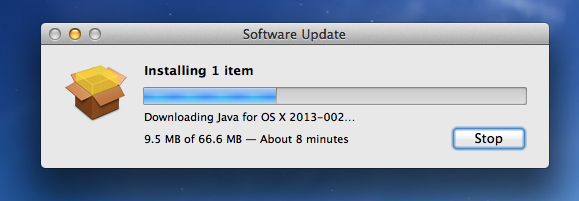 Software Update
Installing 1 item
Downloading Java for OS X 2013-002...
9.5 MB of 66.6 MB — About 8 minutes
Stop